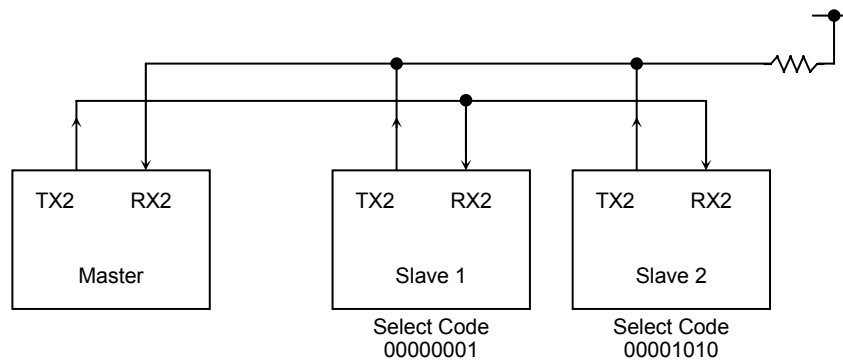 TX2 RX2
Master
TX2 RX2
Slave 1
Select Code
00000001
TX2 RX2
Slave 2
Select Code
00001010